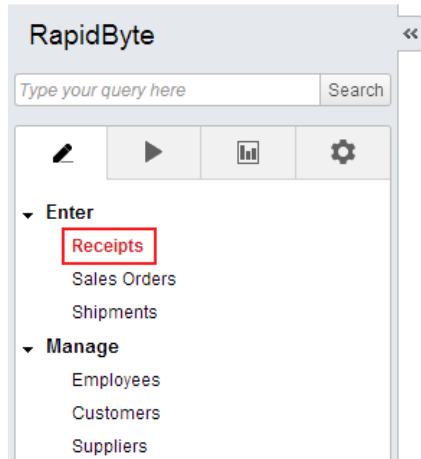 RapidByte
Type your query here Search
Enter
Receipts
Sales Orders
Shipments
Manage
Employees
Customers
Suppliers